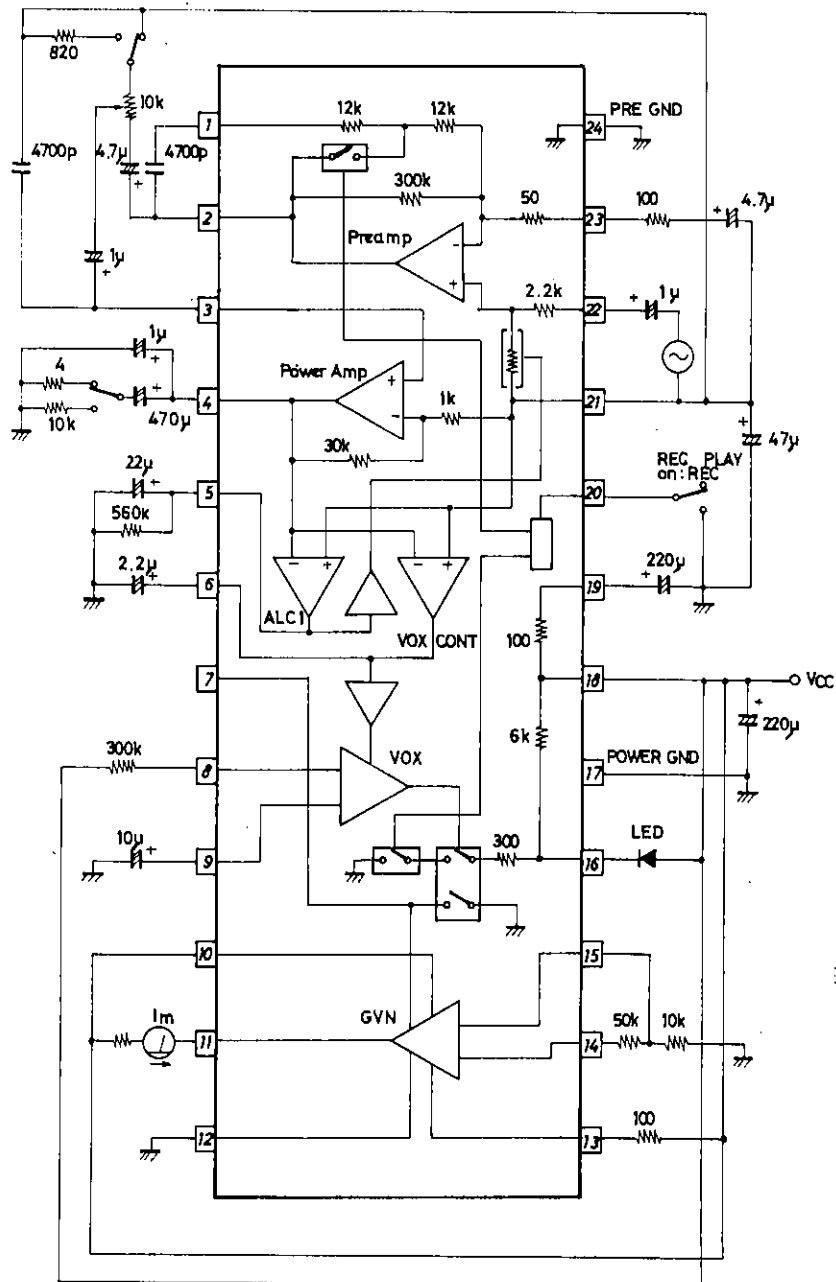 820
10k
12k
12k
1
24
PRE GND
4700p
4.7μ
4700p
300k
50
100
4.7μ
2
23
Preamp
-
+
+
+
2.2k
1μ
+
+
1μ
3
22
1μ
+
4
Power Amp
+
-
1k
4
21
+
10k
470μ
30k
+
47μ
22μ
+
5
REC PLAY
on:REC
20
560k
-
+
-
+
220μ
+
2.2μ
+
6
19
ALC1
VOX CONT
100
7
18
VCC
+
220μ
6k
300k
8
VOX
POWER GND
17
10μ
+
9
300
16
LED
10
15
Im
GVN
50k
10k
11
14
12
13
100